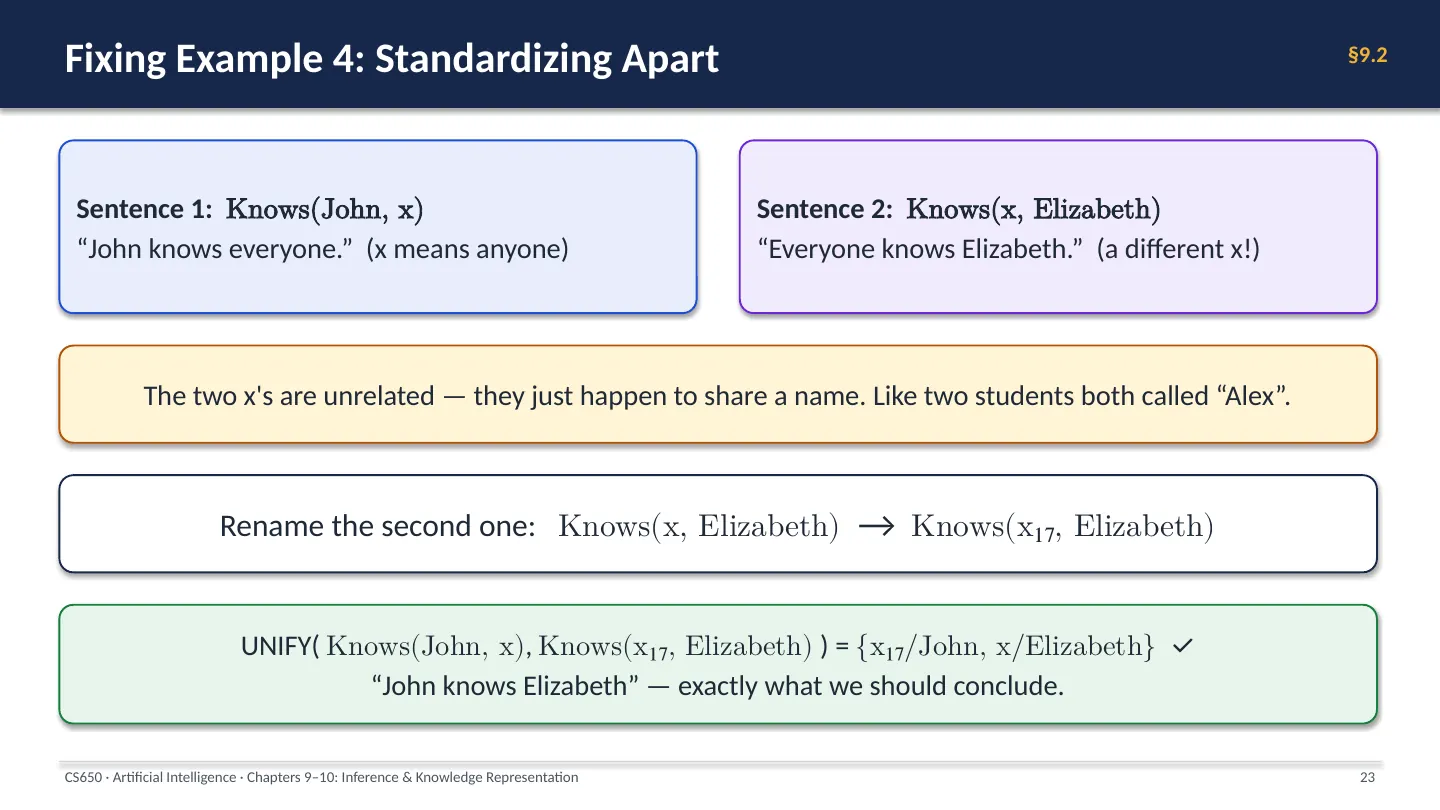 Fixing Example 4: Standardizing Apart
§9.2
Sentence 1: Knows(John, x)
“John knows everyone.” (x means anyone)
Sentence 2: Knows(x, Elizabeth)
“Everyone knows Elizabeth.” (a different x!)
The two x's are unrelated — they just happen to share a name. Like two students both called “Alex”.
Rename the second one: Knows(x, Elizabeth) → Knows(x₁₇, Elizabeth)
UNIFY( Knows(John, x), Knows(x₁₇, Elizabeth) ) = {x₁₇/John, x/Elizabeth} ✓
“John knows Elizabeth” — exactly what we should conclude.
CS650 · Artificial Intelligence · Chapters 9–10: Inference & Knowledge Representation
23